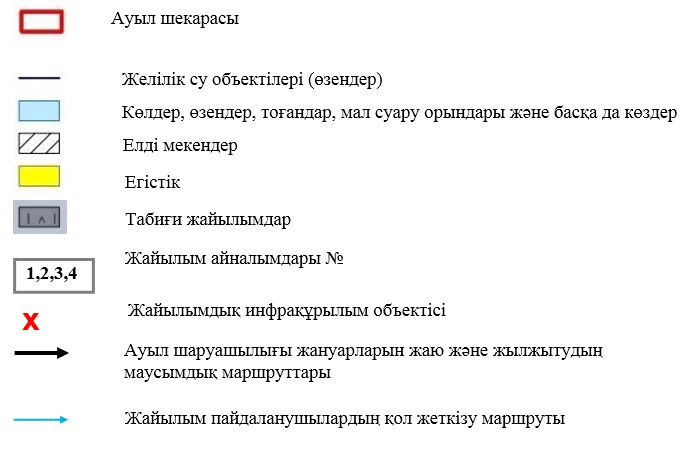 Ауыл шекарасы
Желілік су объектілері (өзендер)
Көлдер, өзендер, тоғандар, мал суару орындары және басқа да көздер
Елді мекендер
Егістік
Табиғи жайылымдар
Жайылым айналымдары №
1,2,3,4
Жайылымдық инфрақұрылым объектісі
X
Ауыл шаруашылығы жануарларын жаю және жылжытудың
маусымдық маршруттары
Жайылым пайдаланушылардың қол жеткізу маршруты